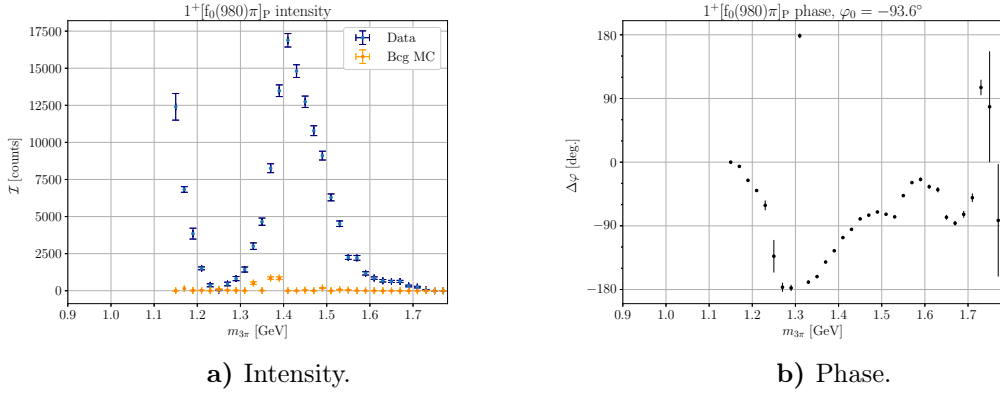 1⁺[f₀(980)π]ₚ intensity
17500
15000
12500
10000
7500
5000
2500
0
ℐ [counts]
Data
Bcg MC
0.9 1.0 1.1 1.2 1.3 1.4 1.5 1.6 1.7
m₃π [GeV]
a) Intensity.
1⁺[f₀(980)π]ₚ phase, φ₀ = −93.6°
180
90
0
−90
−180
Δφ [deg.]
0.9 1.0 1.1 1.2 1.3 1.4 1.5 1.6 1.7
m₃π [GeV]
b) Phase.